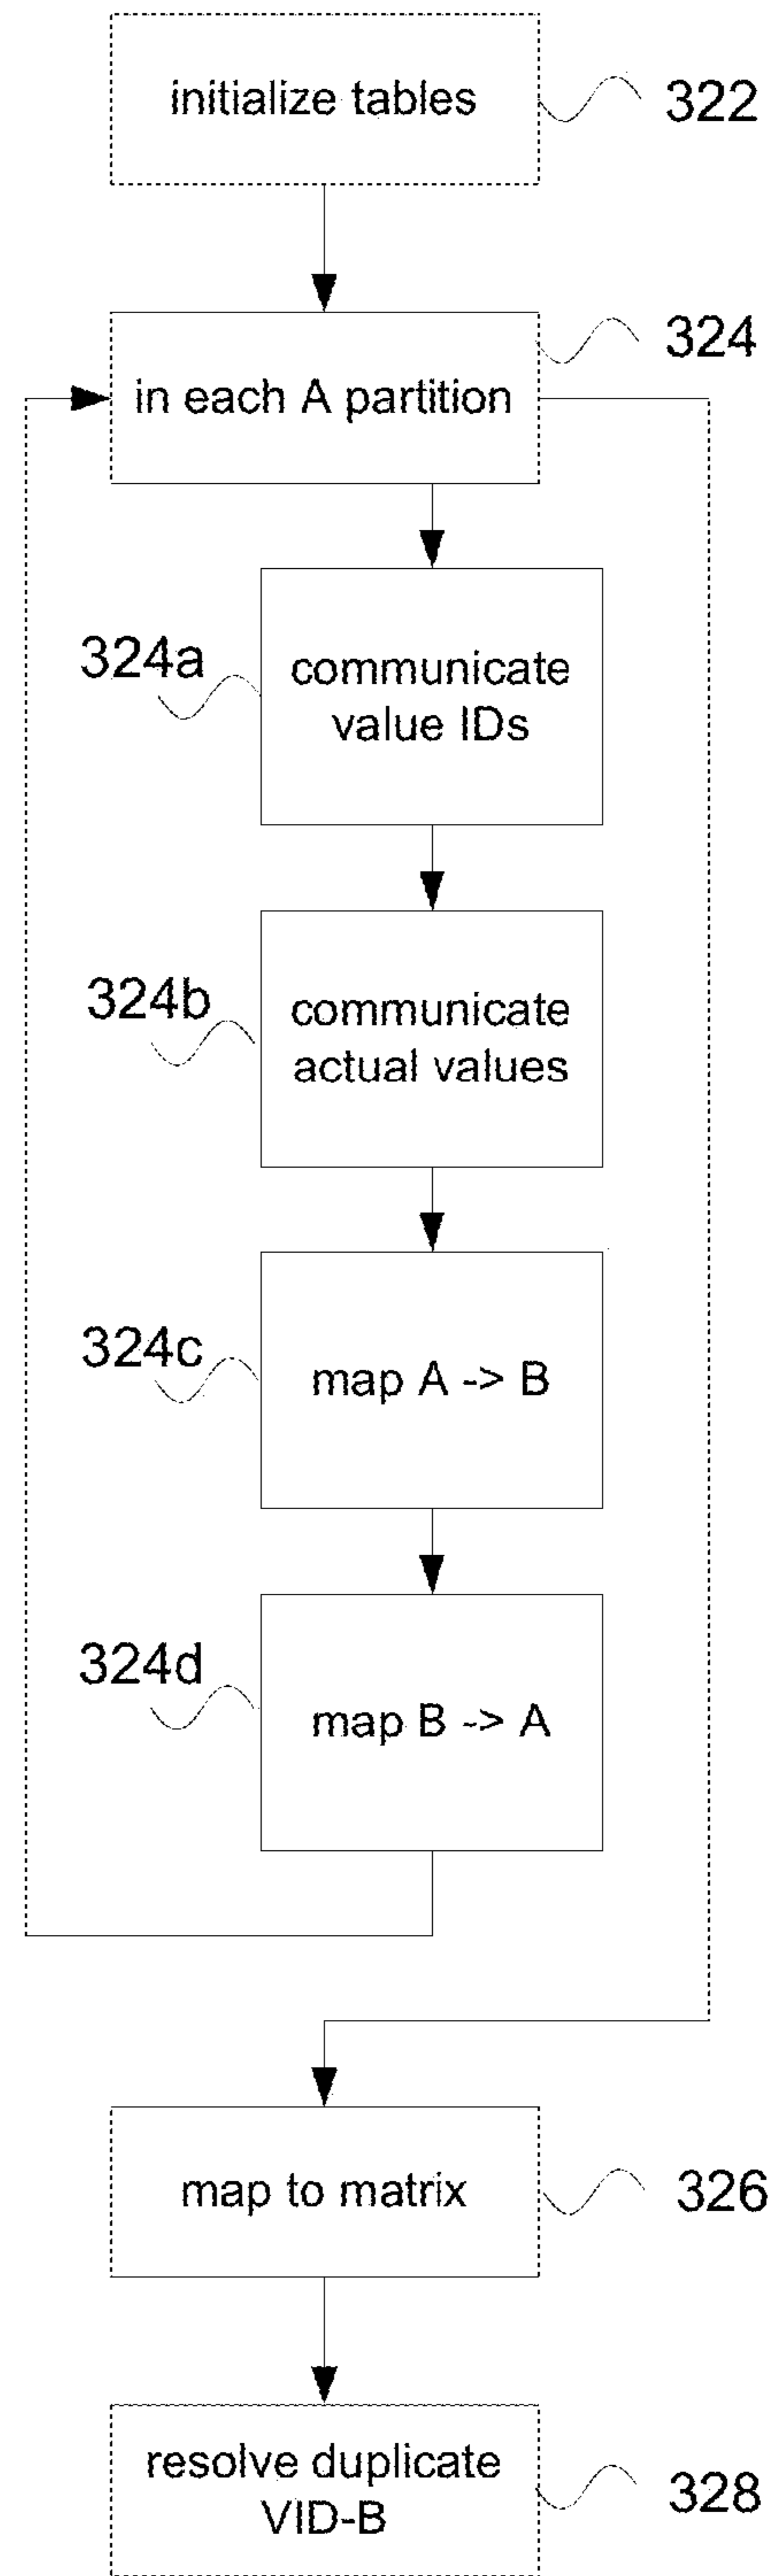 initialize tables
322
324
in each A partition
324a
communicate
value IDs
324b
communicate
actual values
324c
map A -> B
324d
map B -> A
map to matrix
326
resolve duplicate
VID-B
328